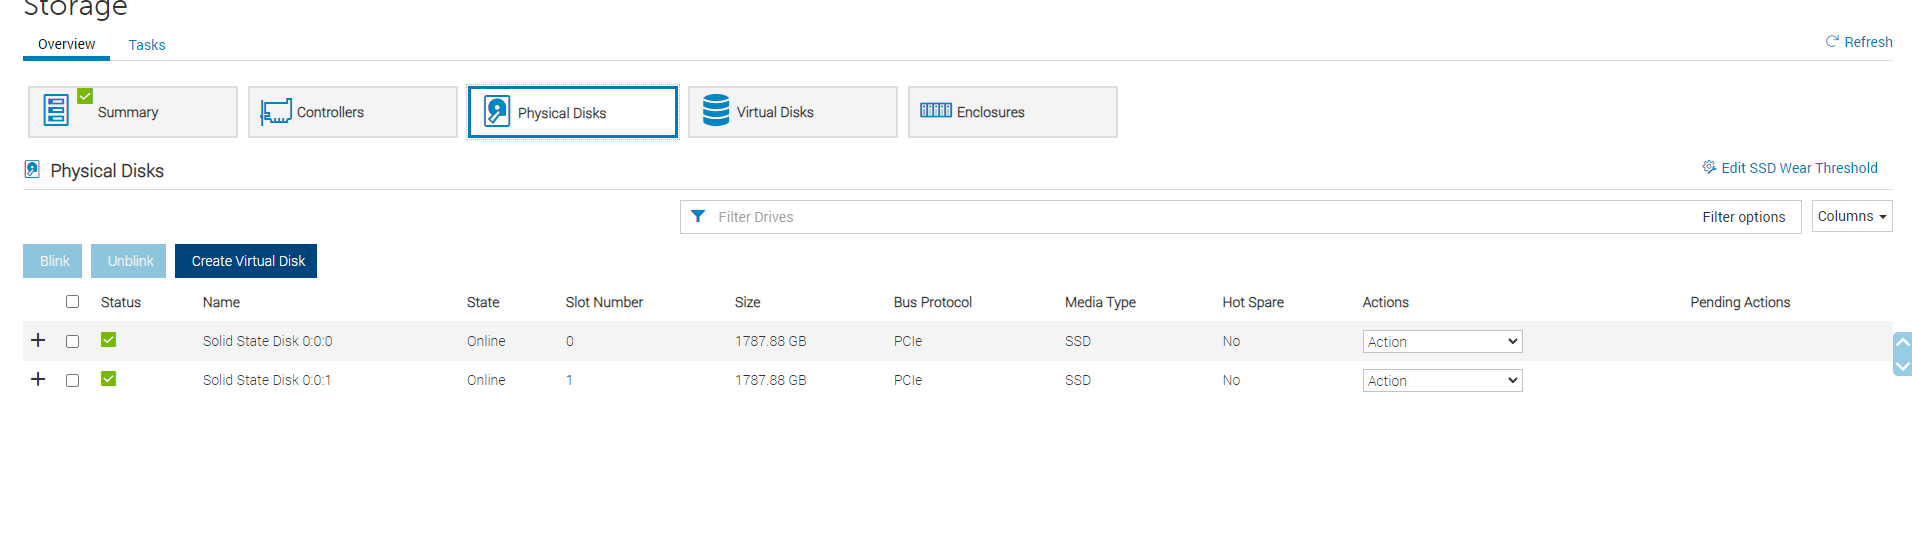 Storage
Overview Tasks Refresh
Summary Controllers Physical Disks Virtual Disks Enclosures
Physical Disks Edit SSD Wear Threshold
Filter Drives Filter options Columns
Blink Unblink Create Virtual Disk
Status Name State Slot Number Size Bus Protocol Media Type Hot Spare Actions Pending Actions
Solid State Disk 0:0:0 Online 0 1787.88 GB PCIe SSD No Action
Solid State Disk 0:0:1 Online 1 1787.88 GB PCIe SSD No Action